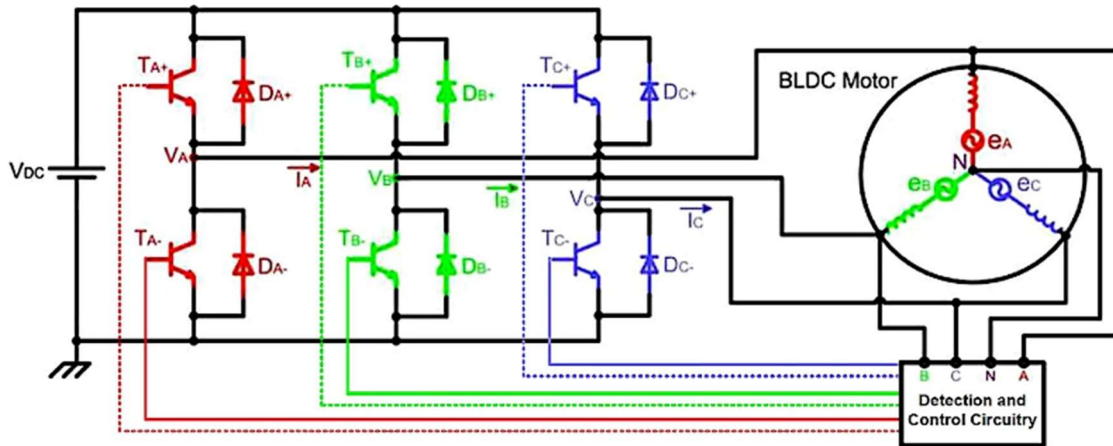 TA+
DA+
TB+
DB+
TC+
DC+
BLDC Motor
eA
N
eB
eC
VDC
VA
IA
VB
IB
VC
IC
TA-
DA-
TB-
DB-
TC-
DC-
B C N A
Detection and
Control Circuitry